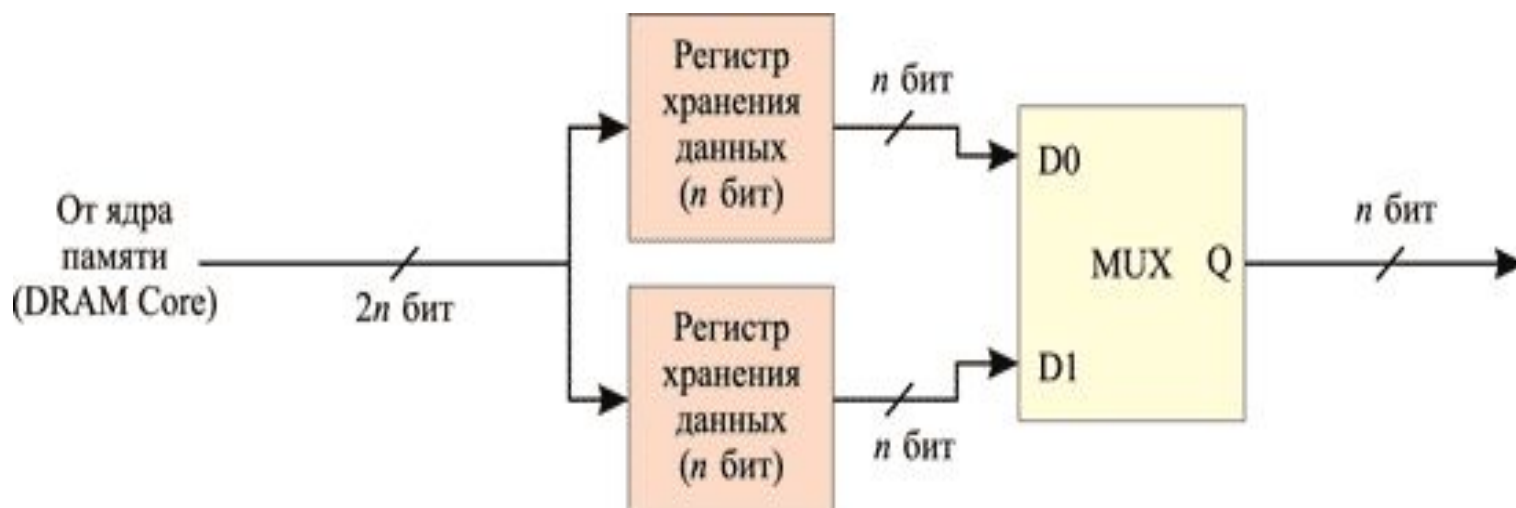 От ядра
памяти
(DRAM Core)
2n бит
Регистр
хранения
данных
(n бит)
n бит
Регистр
хранения
данных
(n бит)
n бит
D0
MUX Q
D1
n бит